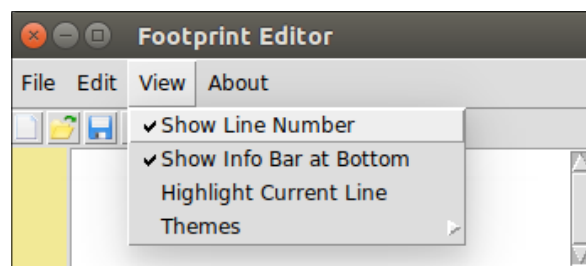 Footprint Editor
File Edit View About
Show Line Number
Show Info Bar at Bottom
Highlight Current Line
Themes